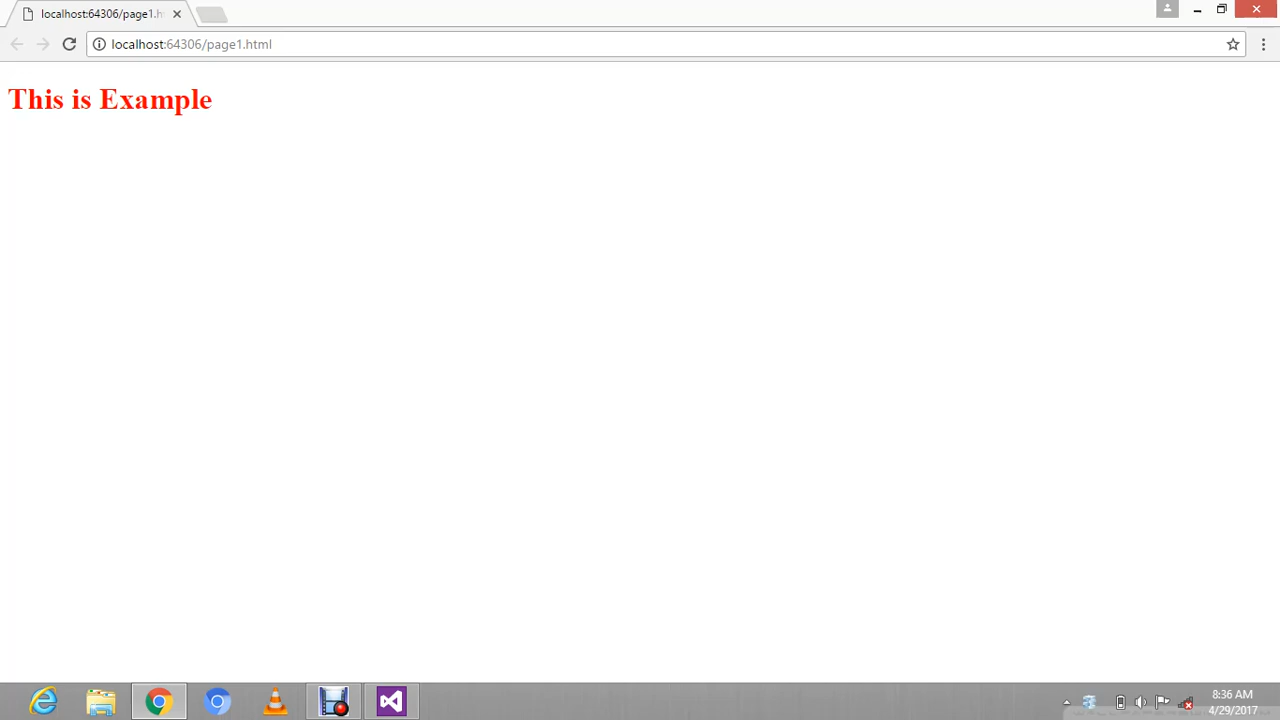 localhost:64306/page1.h
localhost:64306/page1.html
This is Example
8:36 AM
4/29/2017